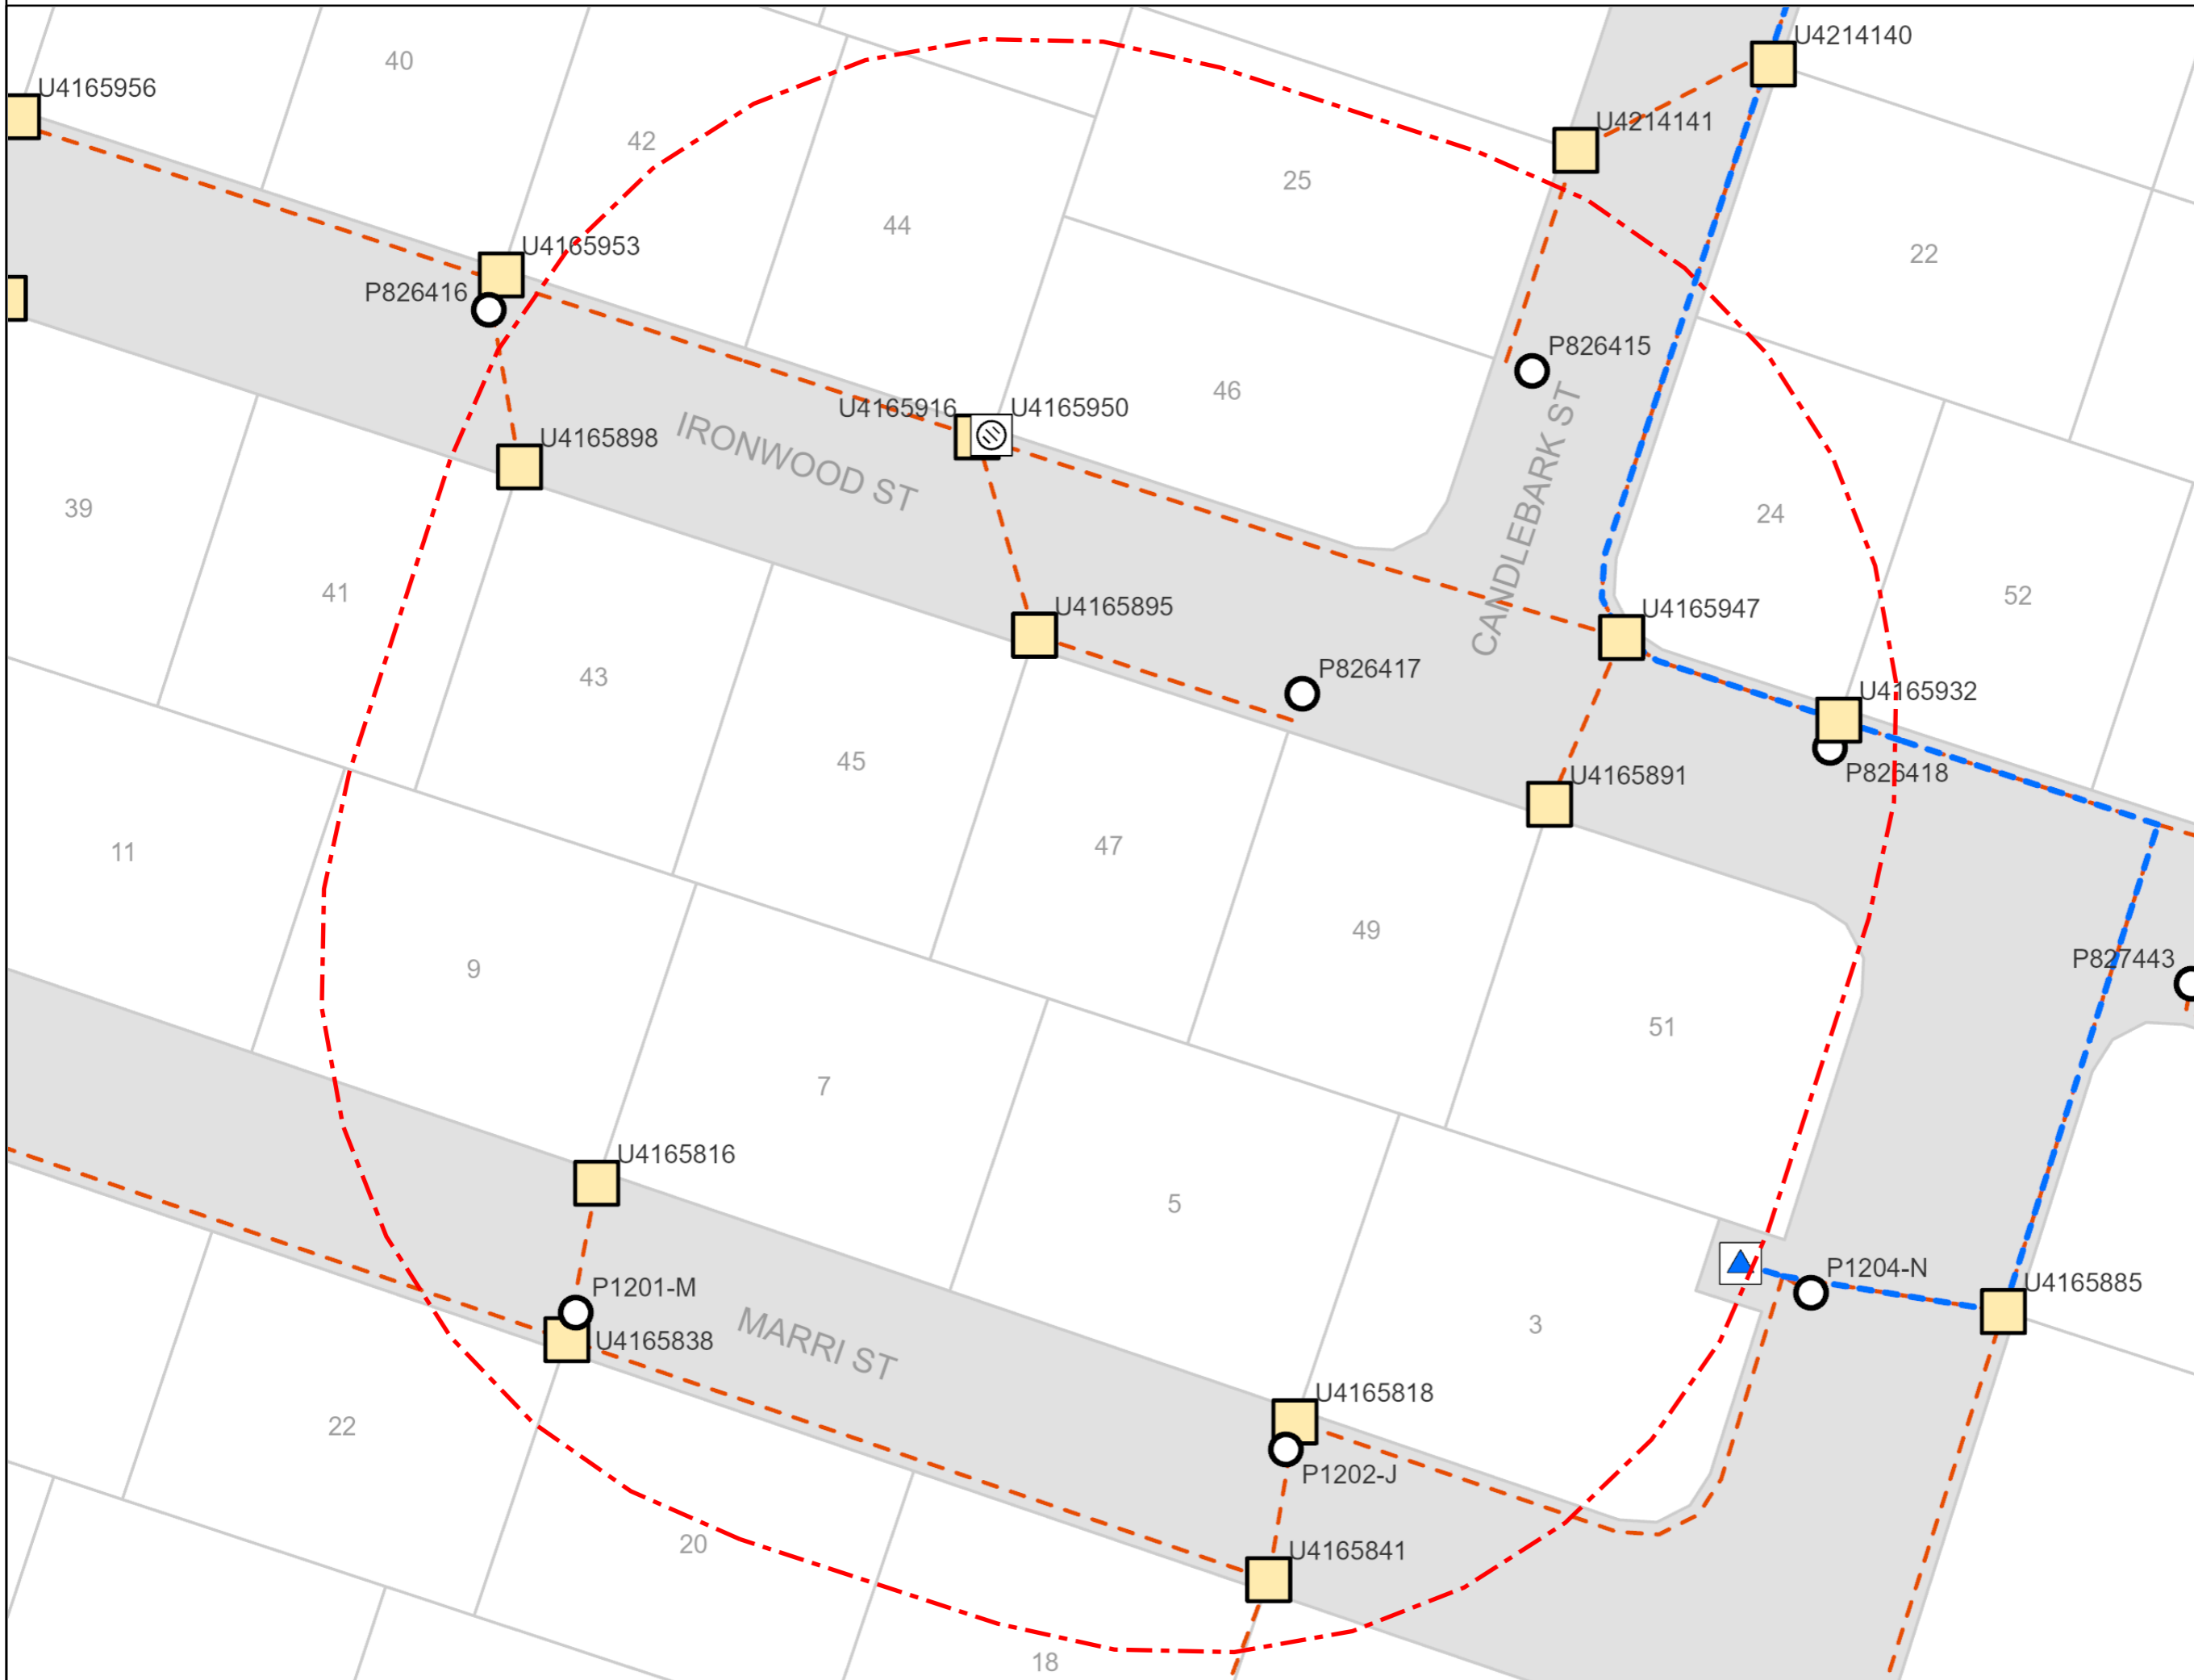 U4214140
40
U4165956
U4214141
42
25
44
22
U4165953
P826416
P826415
46
U4165916
U4165950
U4165898
IRONWOOD ST
CANDLEBARK ST
39
24
41
52
U4165895
U4165947
P826417
43
U4165932
45
P826418
U4165891
47
11
49
P827443
9
51
7
U4165816
5
P1204-N
U4165885
P1201-M
3
U4165838
MARRI ST
U4165818
22
P1202-J
20
U4165841
18